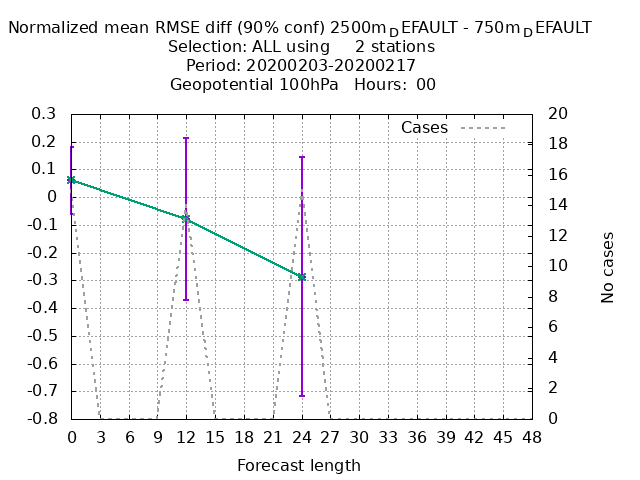 Normalized mean RMSE diff (90% conf) 2500m_DEFAULT - 750m_DEFAULT
Selection: ALL using 2 stations
Period: 20200203-20200217
Geopotential 100hPa Hours: 00
Cases
0.3
0.2
0.1
0
-0.1
-0.2
-0.3
-0.4
-0.5
-0.6
-0.7
-0.8
20
18
16
14
12
10
8
6
4
2
0
No cases
0 3 6 9 12 15 18 21 24 27 30 33 36 39 42 45 48
Forecast length